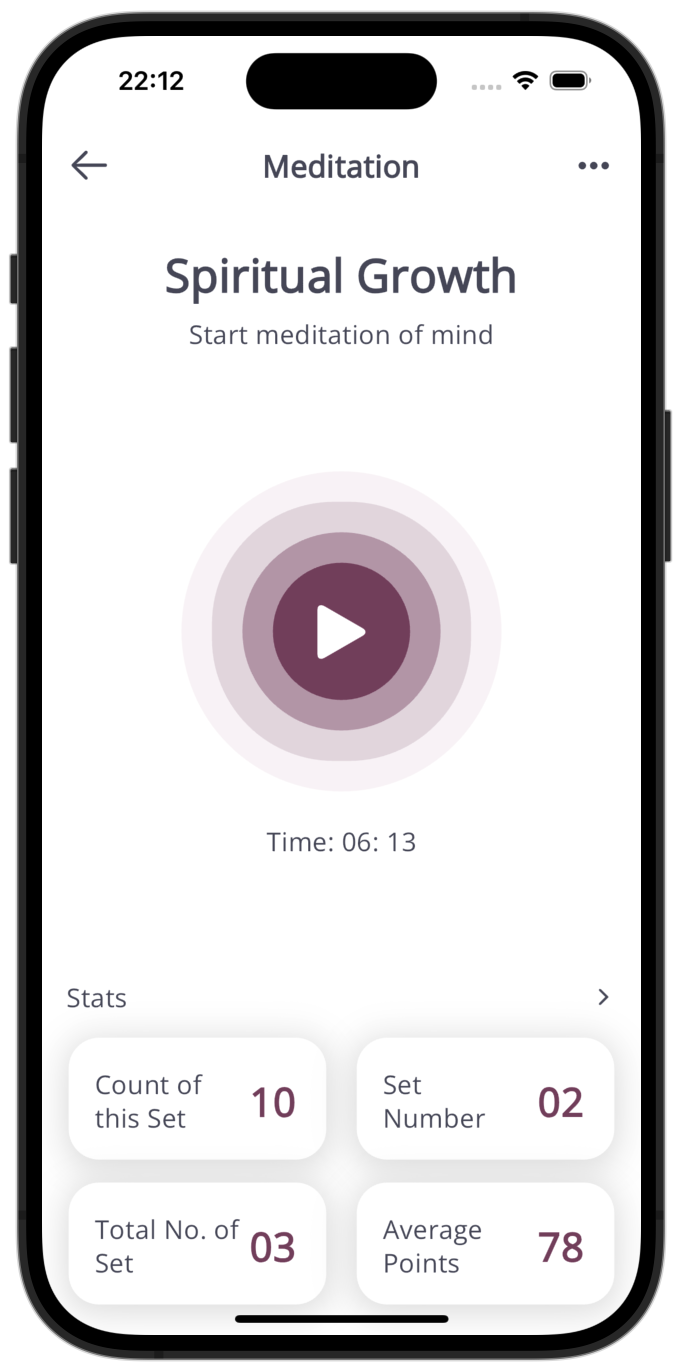 22:12
Meditation
Spiritual Growth
Start meditation of mind
Time: 06: 13
Stats
Count of
this Set
10
Set
Number
02
Total No. of
Set
03
Average
Points
78